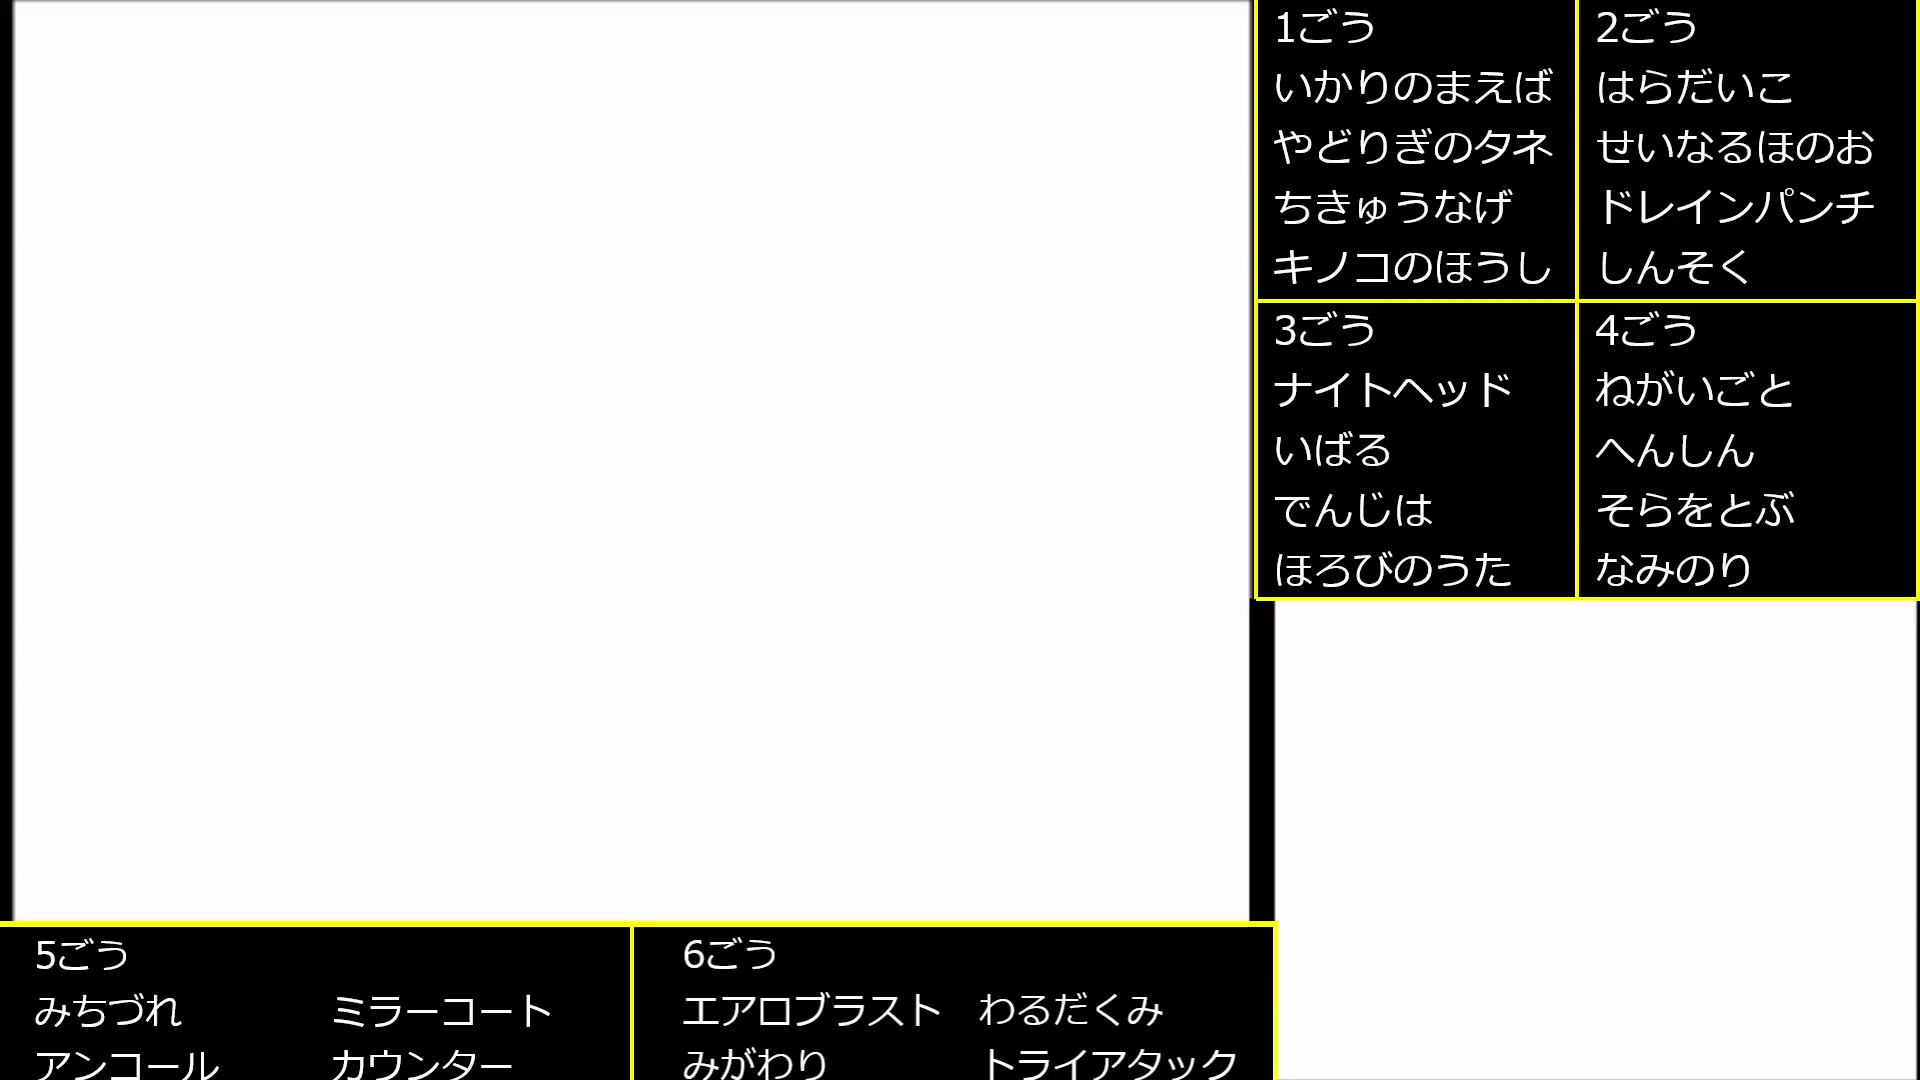 1ごう
いかりのまえば
やどりぎのタネ
ちきゅうなげ
キノコのほうし
2ごう
はらだいこ
せいなるほのお
ドレインパンチ
しんそく
3ごう
ナイトヘッド
いばる
でんじは
ほろびのうた
4ごう
ねがいごと
へんしん
そらをとぶ
なみのり
5ごう
みちづれ ミラーコート
アンコール カウンター
6ごう
エアロブラスト わるだくみ
みがわり トライアタック